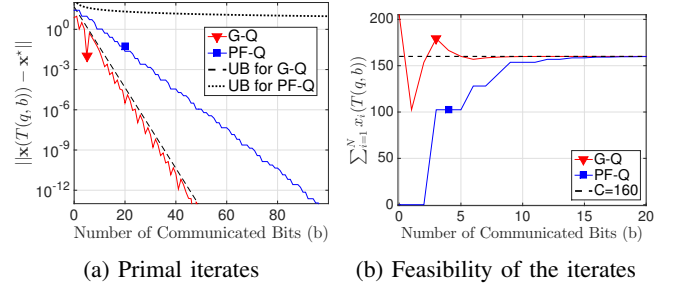 ||x(T(q, b)) − x*||
10^0
10^-3
10^-6
10^-9
10^-12
G-Q
PF-Q
UB for G-Q
UB for PF-Q
0 20 40 60 80
Number of Communicated Bits (b)
(a) Primal iterates
∑_{i=1}^{N} x_i(T(q, b))
200
150
100
50
0
G-Q
PF-Q
C=160
0 5 10 15 20
Number of Communicated Bits (b)
(b) Feasibility of the iterates